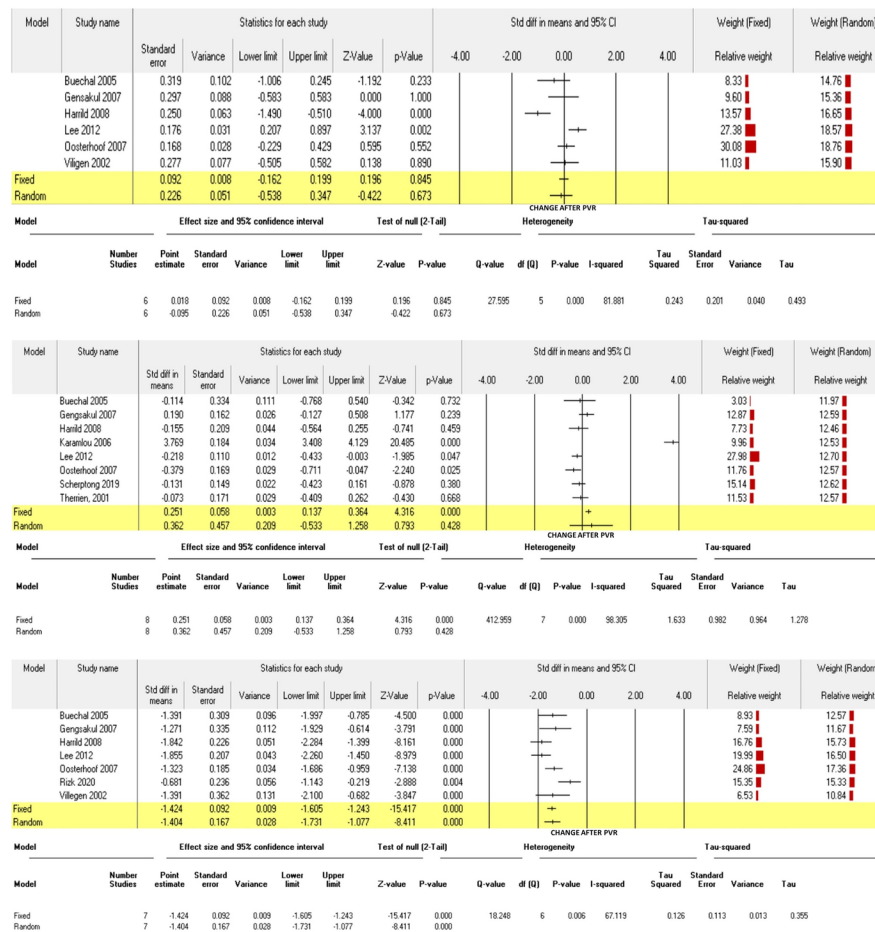 Model Study name Statistics for each study Std diff in means and 95% CI Weight (Fixed) Weight (Random)
Standard error Variance Lower limit Upper limit Z-Value p-Value -4.00 -2.00 0.00 2.00 4.00 Relative weight Relative weight
Buechal 2005 0.319 0.102 -1.006 0.245 -1.192 0.233 8.33 14.76
Gensakul 2007 0.297 0.088 -0.583 0.583 0.000 1.000 9.60 15.36
Harrild 2008 0.250 0.063 -1.490 -0.510 -4.000 0.000 13.57 16.65
Lee 2012 0.176 0.031 0.207 0.897 3.137 0.002 27.38 18.57
Oosterhoof 2007 0.168 0.028 -0.229 0.429 0.595 0.552 30.08 18.76
Viligen 2002 0.277 0.077 -0.505 0.582 0.138 0.890 11.03 15.90
Fixed 0.092 0.008 -0.162 0.199 0.196 0.845
Random 0.226 0.051 -0.538 0.347 -0.422 0.673
CHANGE AFTER PVR
Model Effect size and 95% confidence interval Test of null (2-Tail) Heterogeneity Tau-squared
Model Number Studies Point estimate Standard error Variance Lower limit Upper limit Z-value P-value Q-value df (Q) P-value I-squared Tau Squared Standard Error Variance Tau
Fixed 6 0.018 0.092 0.008 -0.162 0.199 0.196 0.845 27.595 5 0.000 81.881 0.243 0.201 0.040 0.493
Random 6 -0.095 0.226 0.051 -0.538 0.347 -0.422 0.673
Model Study name Statistics for each study Std diff in means and 95% CI Weight (Fixed) Weight (Random)
Std diff in means Standard error Variance Lower limit Upper limit Z-Value p-Value -4.00 -2.00 0.00 2.00 4.00 Relative weight Relative weight
Buechal 2005 -0.114 0.334 0.111 -0.768 0.540 -0.342 0.732 3.03 11.97
Gengsakul 2007 0.190 0.162 0.026 -0.127 0.508 1.177 0.239 12.87 12.59
Harrild 2008 -0.155 0.209 0.044 -0.564 0.255 -0.741 0.459 7.73 12.46
Karamlou 2006 3.769 0.184 0.034 3.408 4.129 20.485 0.000 9.96 12.53
Lee 2012 -0.218 0.110 0.012 -0.433 -0.003 -1.985 0.047 27.98 12.70
Oosterhoof 2007 -0.379 0.169 0.029 -0.711 -0.047 -2.240 0.025 11.76 12.57
Scherptong 2019 -0.131 0.149 0.022 -0.423 0.161 -0.878 0.380 15.14 12.62
Therrien, 2001 -0.073 0.171 0.029 -0.409 0.262 -0.430 0.668 11.53 12.57
Fixed 0.251 0.058 0.003 0.137 0.364 4.316 0.000
Random 0.362 0.457 0.209 -0.533 1.258 0.793 0.428
CHANGE AFTER PVR
Model Effect size and 95% confidence interval Test of null (2-Tail) Heterogeneity Tau-squared
Model Number Studies Point estimate Standard error Variance Lower limit Upper limit Z-value P-value Q-value df (Q) P-value I-squared Tau Squared Standard Error Variance Tau
Fixed 8 0.251 0.058 0.003 0.137 0.364 4.316 0.000 412.959 7 0.000 98.305 1.633 0.982 0.964 1.278
Random 8 0.362 0.457 0.209 -0.533 1.258 0.793 0.428
Model Study name Statistics for each study Std diff in means and 95% CI Weight (Fixed) Weight (Random
Std diff in means Standard error Variance Lower limit Upper limit Z-Value p-Value -4.00 -2.00 0.00 2.00 4.00 Relative weight Relative weight
Buechal 2005 -1.391 0.309 0.096 -1.997 -0.785 -4.500 0.000 8.93 12.57
Gengsakul 2007 -1.271 0.335 0.112 -1.929 -0.614 -3.791 0.000 7.59 11.67
Harrild 2008 -1.842 0.226 0.051 -2.284 -1.399 -8.161 0.000 16.76 15.73
Lee 2012 -1.855 0.207 0.043 -2.260 -1.450 -8.979 0.000 19.99 16.50
Oosterhoof 2007 -1.323 0.185 0.034 -1.686 -0.959 -7.138 0.000 24.86 17.36
Rizk 2020 -0.681 0.236 0.056 -1.143 -0.219 -2.888 0.004 15.35 15.33
Villegen 2002 -1.391 0.362 0.131 -2.100 -0.682 -3.847 0.000 6.53 10.84
Fixed -1.424 0.092 0.009 -1.605 -1.243 -15.417 0.000
Random -1.404 0.167 0.028 -1.731 -1.077 -8.411 0.000
CHANGE AFTER PVR
Model Effect size and 95% confidence interval Test of null (2-Tail) Heterogeneity Tau-squared
Model Number Studies Point estimate Standard error Variance Lower limit Upper limit Z-value P-value Q-value df (Q) P-value I-squared Tau Squared Standard Error Variance Tau
Fixed 7 -1.424 0.092 0.009 -1.605 -1.243 -15.417 0.000 18.248 6 0.006 67.119 0.126 0.113 0.013 0.355
Random 7 -1.404 0.167 0.028 -1.731 -1.077 -8.411 0.000